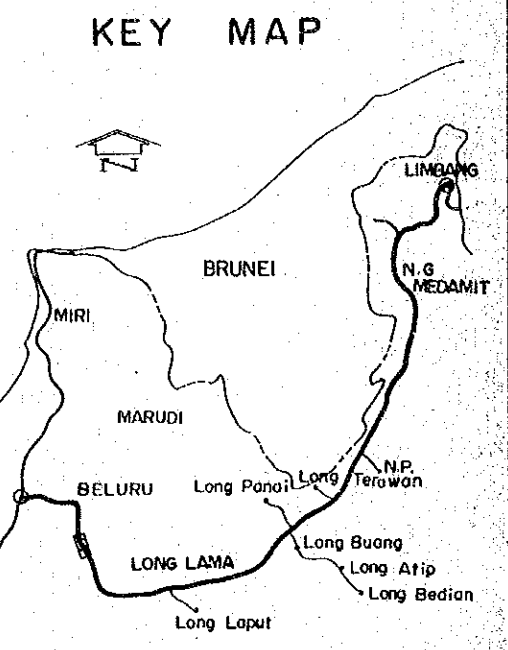 KEY MAP
N
LIMBANG
BRUNEI
N.G
MEDAMIT
MIRI
MARUDI
BELURU
Long Panai
Long
Terawan
N.P.
Long Buang
LONG LAMA
Long Atip
Long Bedian
Long Laput